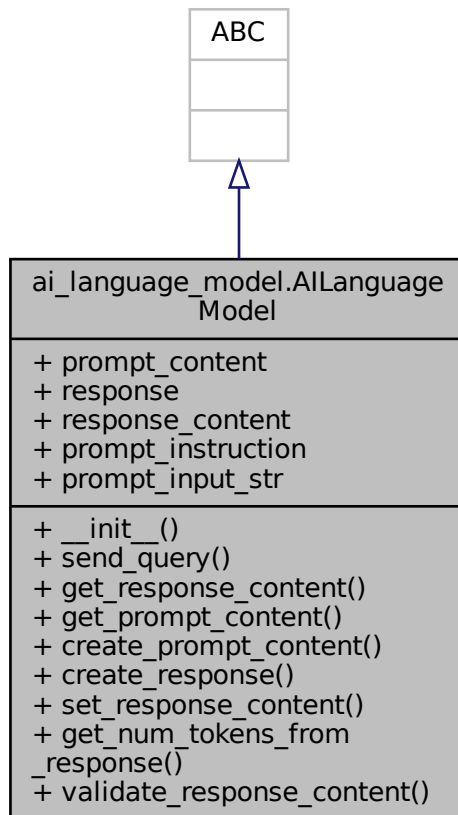 ABC
ai_language_model.AILanguage
Model
+ prompt_content
+ response
+ response_content
+ prompt_instruction
+ prompt_input_str
+ __init__()
+ send_query()
+ get_response_content()
+ get_prompt_content()
+ create_prompt_content()
+ create_response()
+ set_response_content()
+ get_num_tokens_from
_response()
+ validate_response_content()